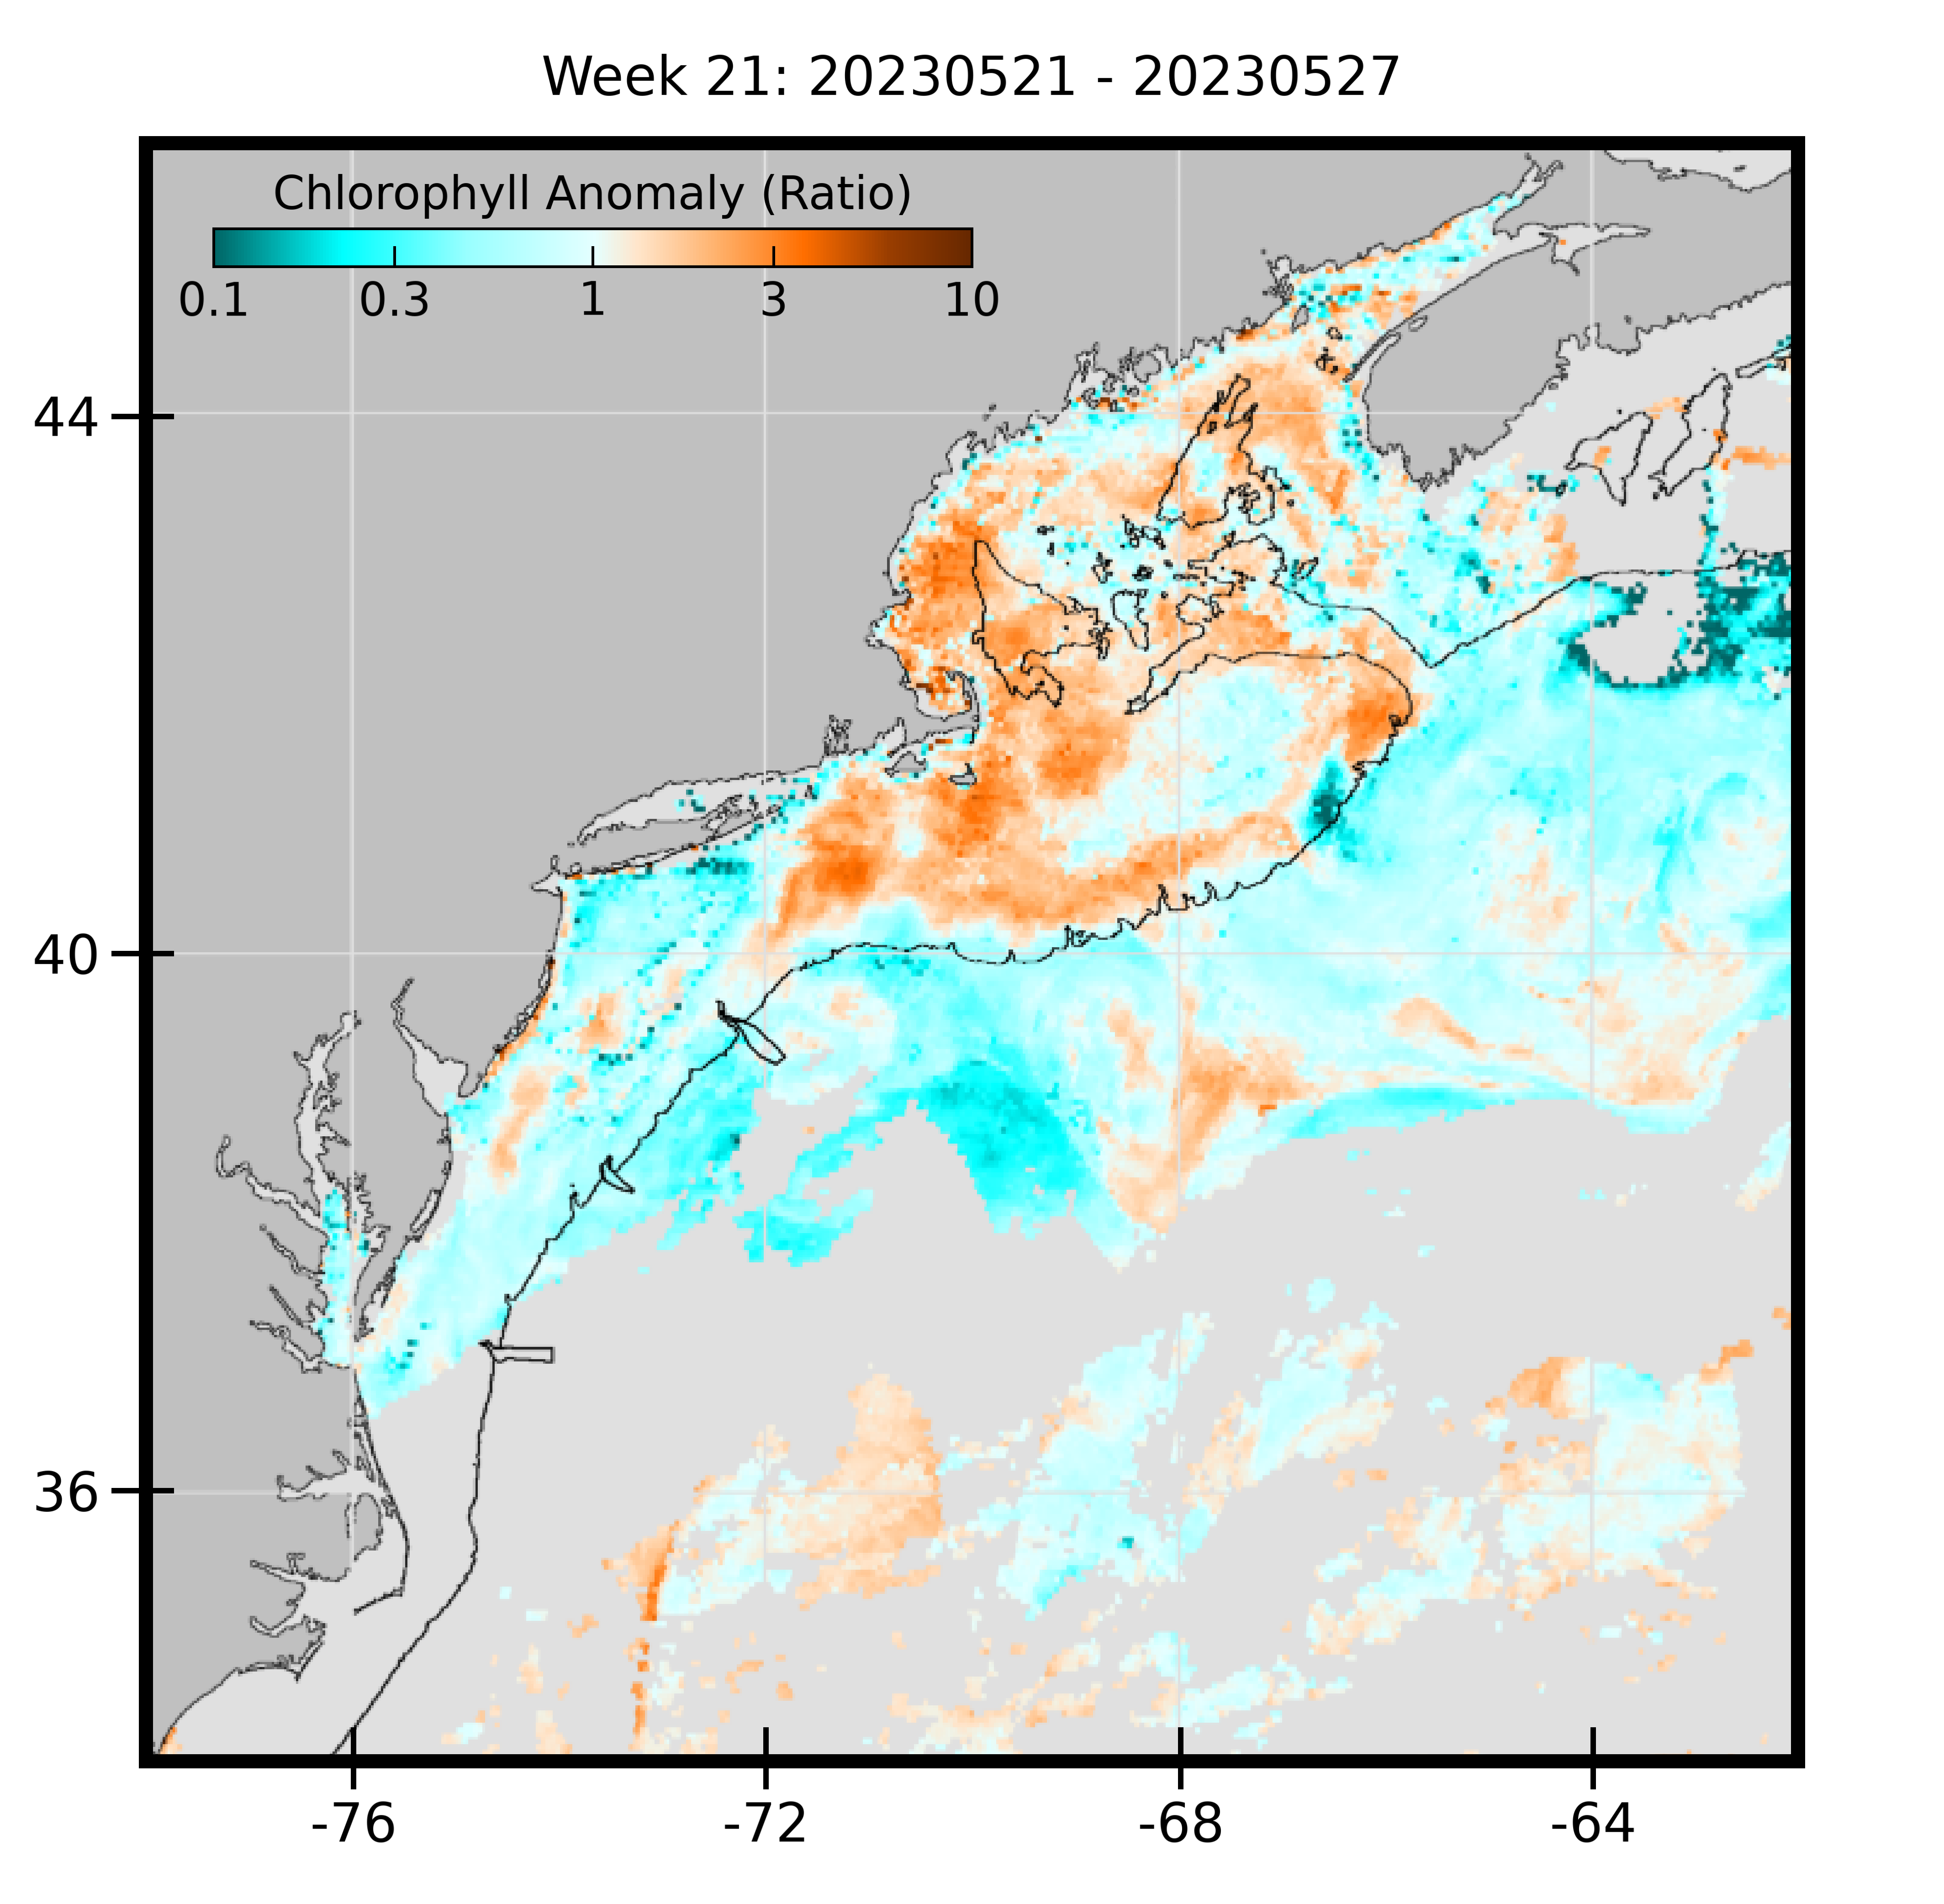 Week 21: 20230521 - 20230527
Chlorophyll Anomaly (Ratio)
0.1 0.3 1 3 10
44
40
36
-76 -72 -68 -64